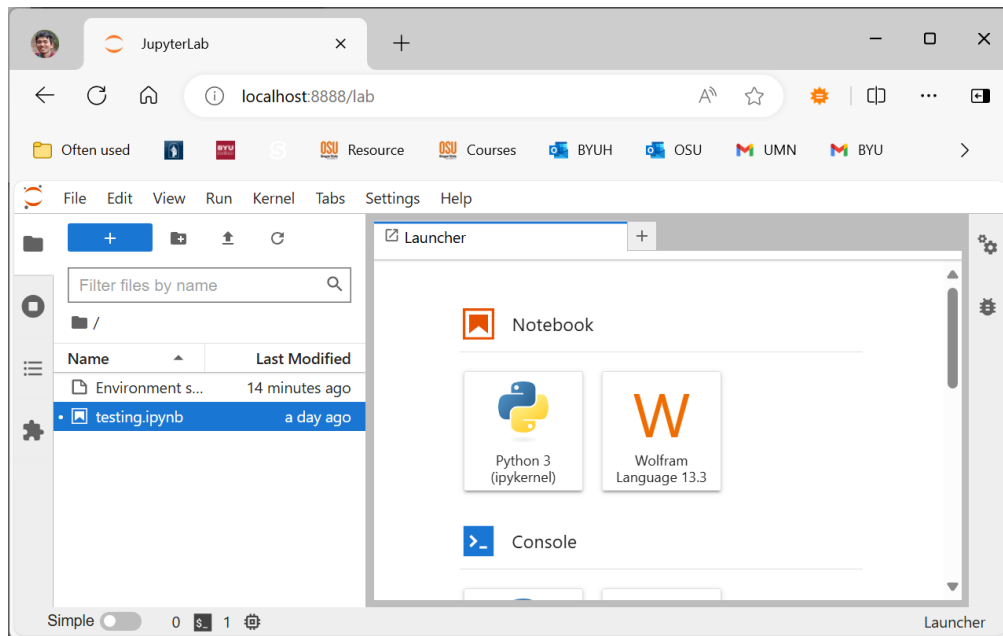 JupyterLab
localhost:8888/lab
Often used BYU S OSU Resource OSU Courses BYUH OSU UMN BYU
File Edit View Run Kernel Tabs Settings Help
Launcher
Filter files by name
/
Name Last Modified
Environment s... 14 minutes ago
testing.ipynb a day ago
Notebook
Python 3
(ipykernel)
Wolfram
Language 13.3
Console
Simple 0 $_ 1 Launcher